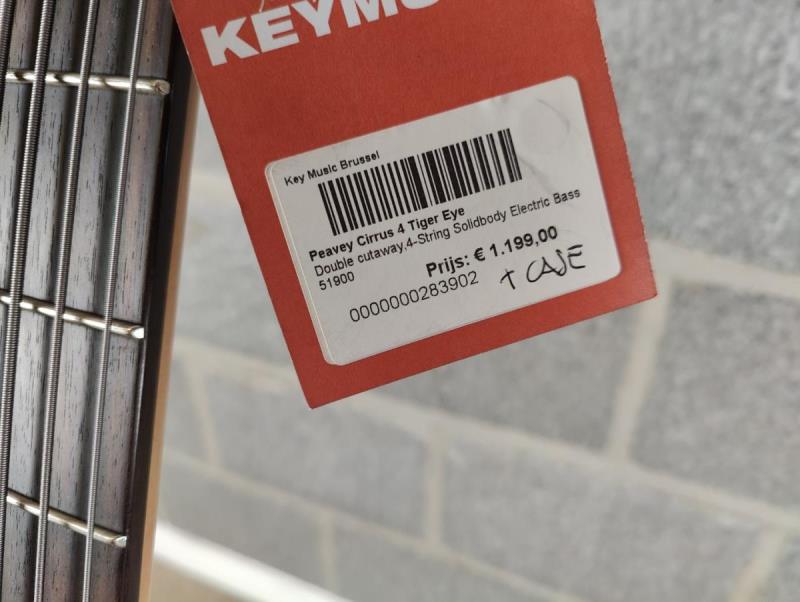 Key Music Brussel
Peavey Cirrus 4 Tiger Eye
Double cutaway,4-String Solidbody Electric Bass
51900
Prijs: € 1.199,00
0000000283902
+ CASE